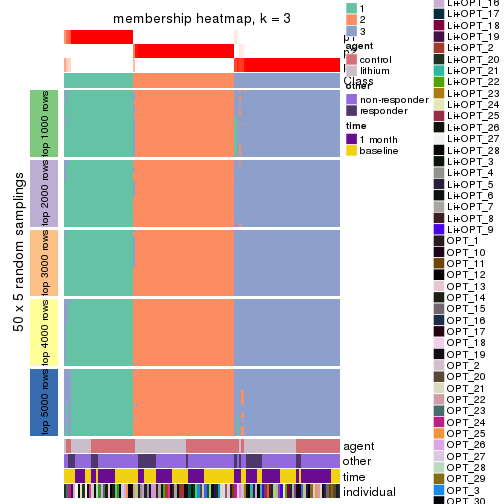 membership heatmap, k = 3
50 x 5 random samplings
top 1000 rows
top 2000 rows
top 3000 rows
top 4000 rows
top 5000 rows
p2
Class
agent
other
time
individual
1
2
3
agent
control
lithium
other
non-responder
responder
time
1 month
baseline
Li+OPT_16
Li+OPT_17
Li+OPT_18
Li+OPT_19
Li+OPT_2
Li+OPT_20
Li+OPT_21
Li+OPT_22
Li+OPT_23
Li+OPT_24
Li+OPT_25
Li+OPT_26
Li+OPT_27
Li+OPT_28
Li+OPT_3
Li+OPT_4
Li+OPT_5
Li+OPT_6
Li+OPT_7
Li+OPT_8
Li+OPT_9
OPT_1
OPT_10
OPT_11
OPT_12
OPT_13
OPT_14
OPT_15
OPT_16
OPT_17
OPT_18
OPT_19
OPT_2
OPT_20
OPT_21
OPT_22
OPT_23
OPT_24
OPT_25
OPT_26
OPT_27
OPT_28
OPT_29
OPT_3
OPT_30